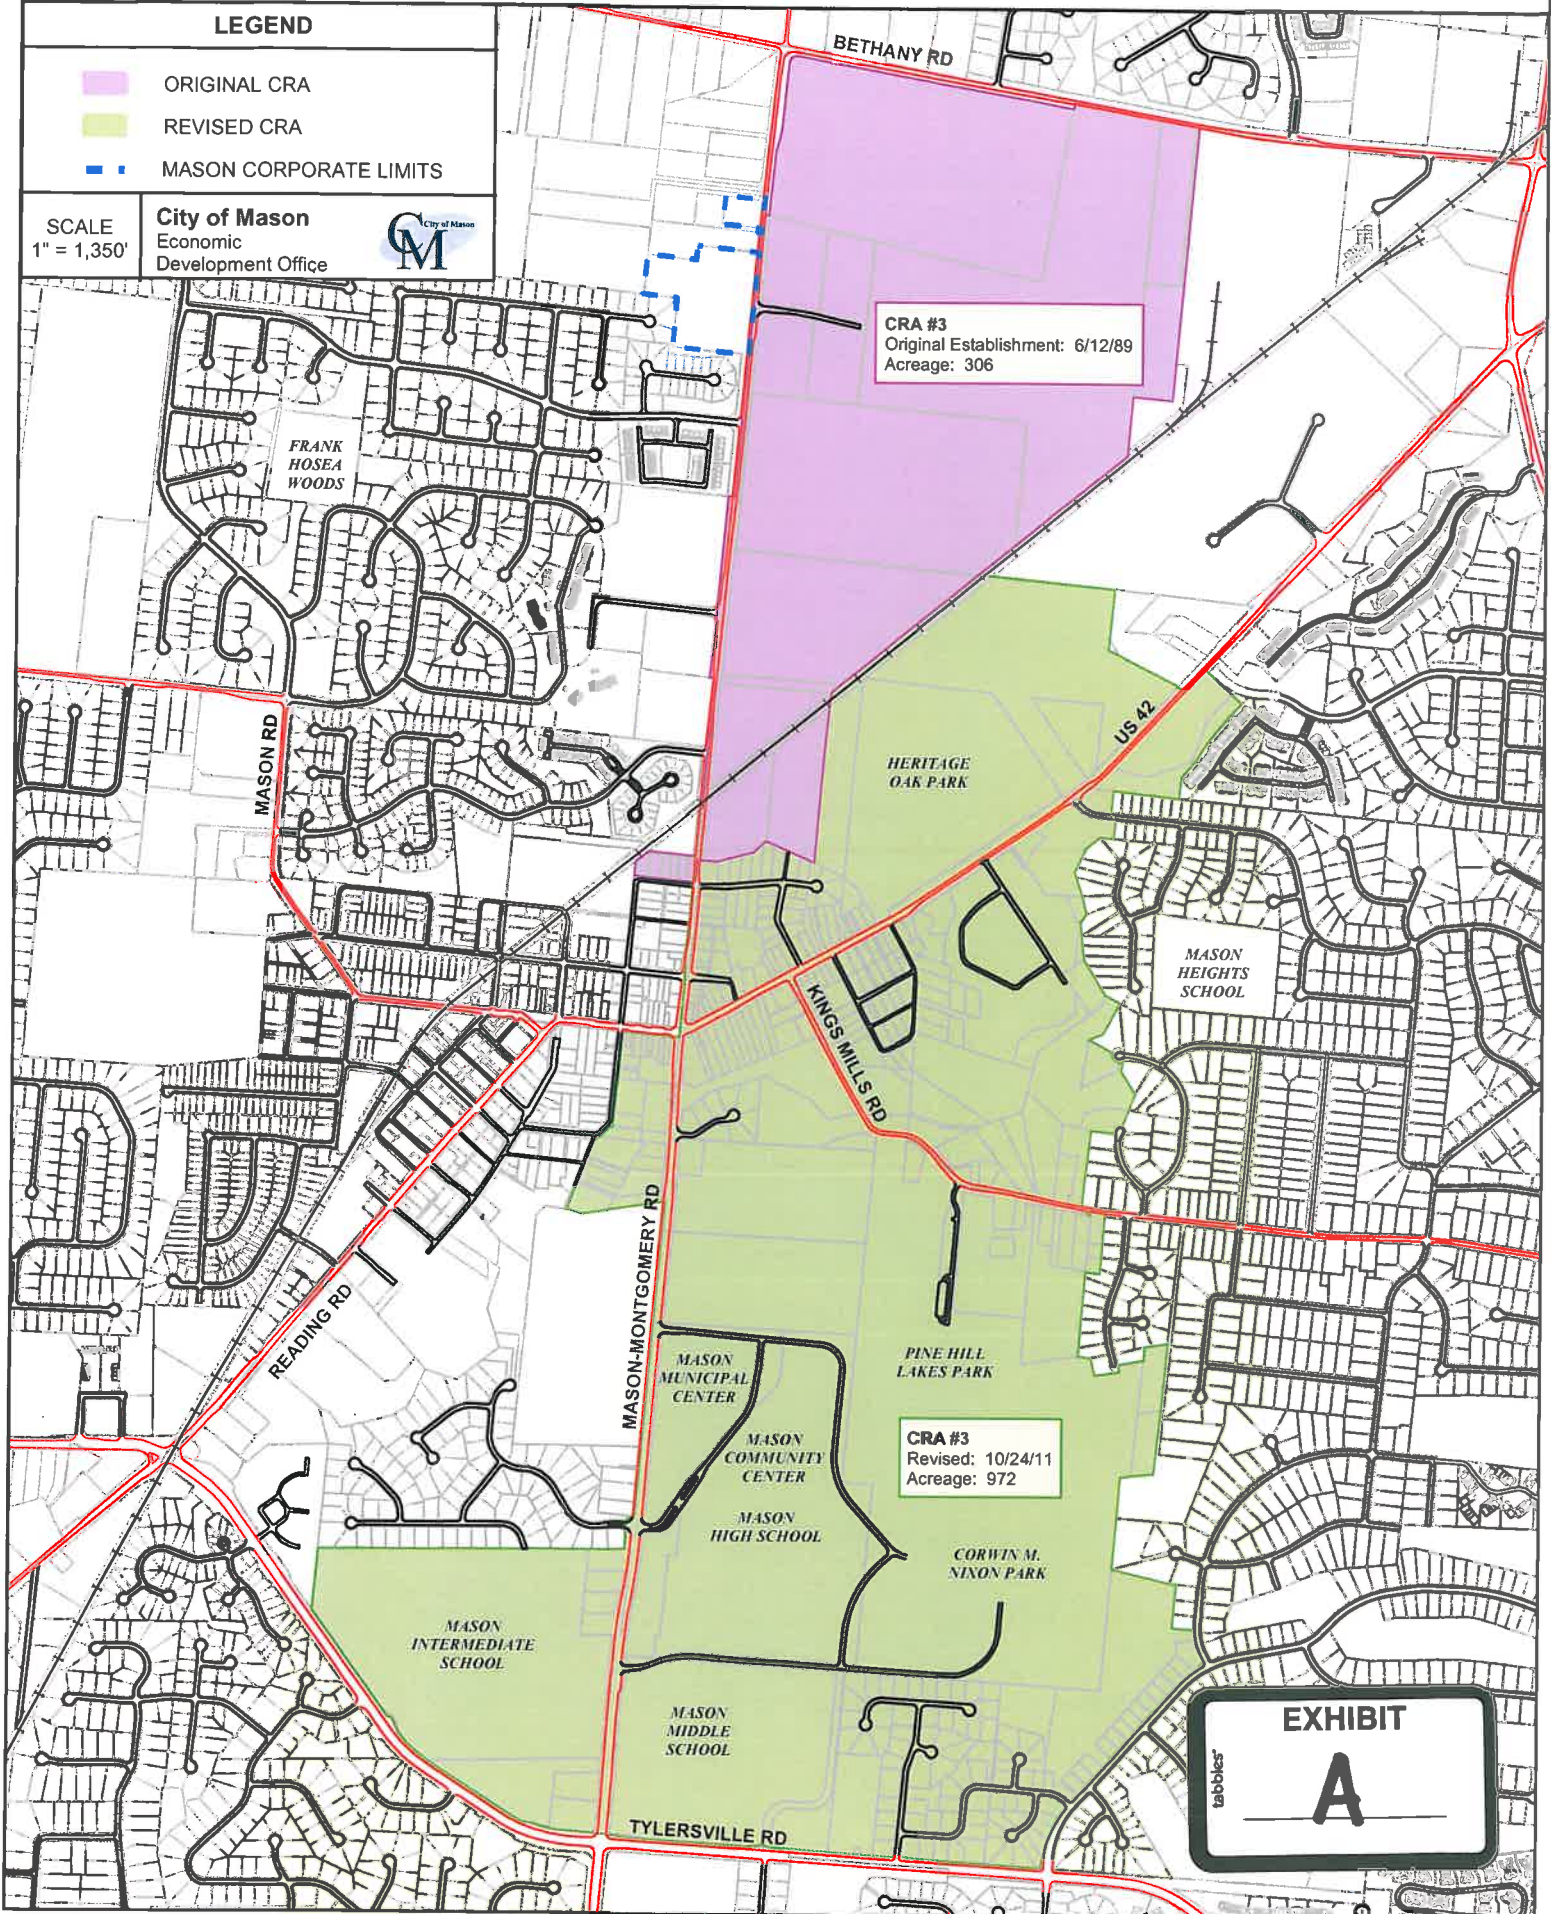 LEGEND
ORIGINAL CRA
REVISED CRA
MASON CORPORATE LIMITS
SCALE
1" = 1,350'
City of Mason
Economic
Development Office
CM
City of Mason
BETHANY RD
CRA #3
Original Establishment: 6/12/89
Acreage: 306
FRANK
HOSEA
WOODS
MASON RD
US 42
HERITAGE
OAK PARK
MASON
HEIGHTS
SCHOOL
KINGS MILLS RD
READING RD
MASON-MONTGOMERY RD
MASON
MUNICIPAL
CENTER
PINE HILL
LAKES PARK
MASON
COMMUNITY
CENTER
CRA #3
Revised: 10/24/11
Acreage: 972
MASON
HIGH SCHOOL
CORWIN M.
NIXON PARK
MASON
INTERMEDIATE
SCHOOL
MASON
MIDDLE
SCHOOL
TYLERSVILLE RD
EXHIBIT
A
tabbies"